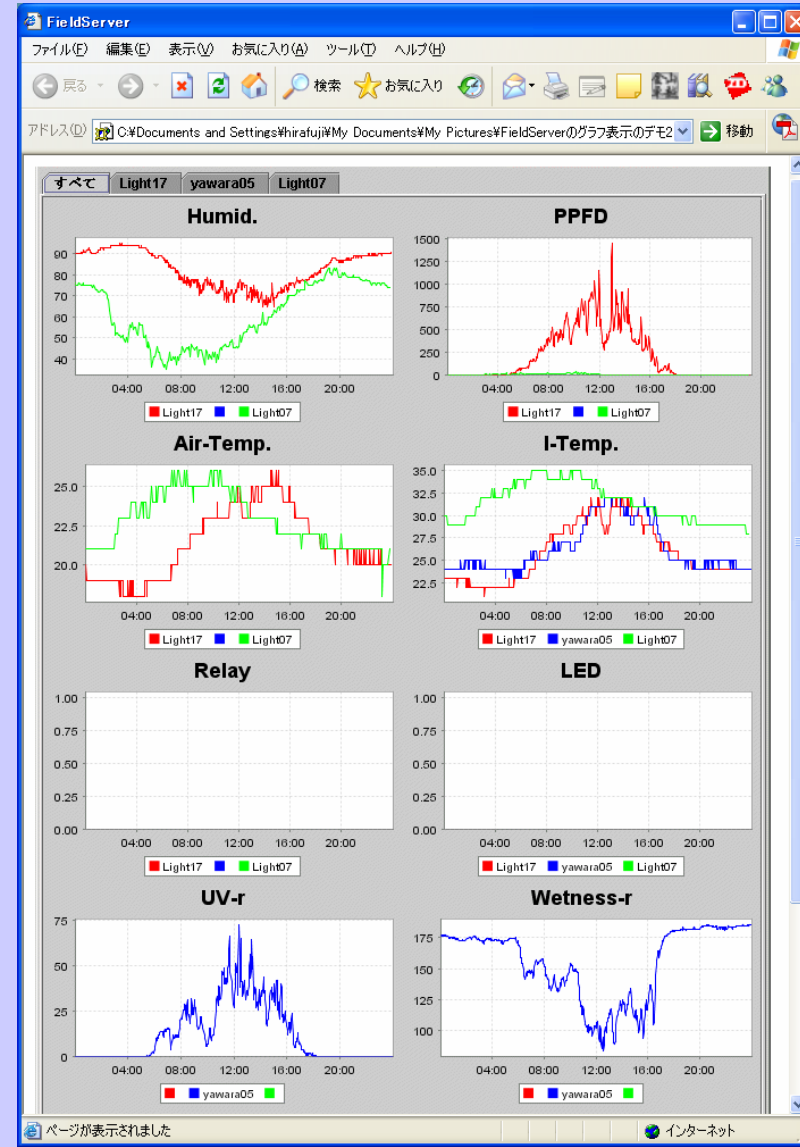 FieldServer
ファイル(F) 編集(E) 表示(V) お気に入り(A) ツール(T) ヘルプ(H)
戻る 検索 お気に入り
アドレス(D) C:¥Documents and Settings¥hirafuji¥My Documents¥My Pictures¥FieldServerのグラフ表示のデモ2 移動
すべて Light17 yawara05 Light07
Humid. PPFD
90
80
70
60
50
40
04:00 08:00 12:00 16:00 20:00
Light17 Light07
1500
1250
1000
750
500
250
0
04:00 08:00 12:00 16:00 20:00
Light17 Light07
Air-Temp. I-Temp.
25.0
22.5
20.0
04:00 08:00 12:00 16:00 20:00
Light17 Light07
35.0
32.5
30.0
27.5
25.0
22.5
04:00 08:00 12:00 16:00 20:00
Light17 yawara05 Light07
Relay LED
1.00
0.75
0.50
0.25
0.00
04:00 08:00 12:00 16:00 20:00
Light17 Light07
1.00
0.75
0.50
0.25
0.00
04:00 08:00 12:00 16:00 20:00
Light17 yawara05 Light07
UV-r Wetness-r
75
50
25
0
04:00 08:00 12:00 16:00 20:00
yawara05
175
150
125
100
04:00 08:00 12:00 16:00 20:00
yawara05
ページが表示されました インターネット